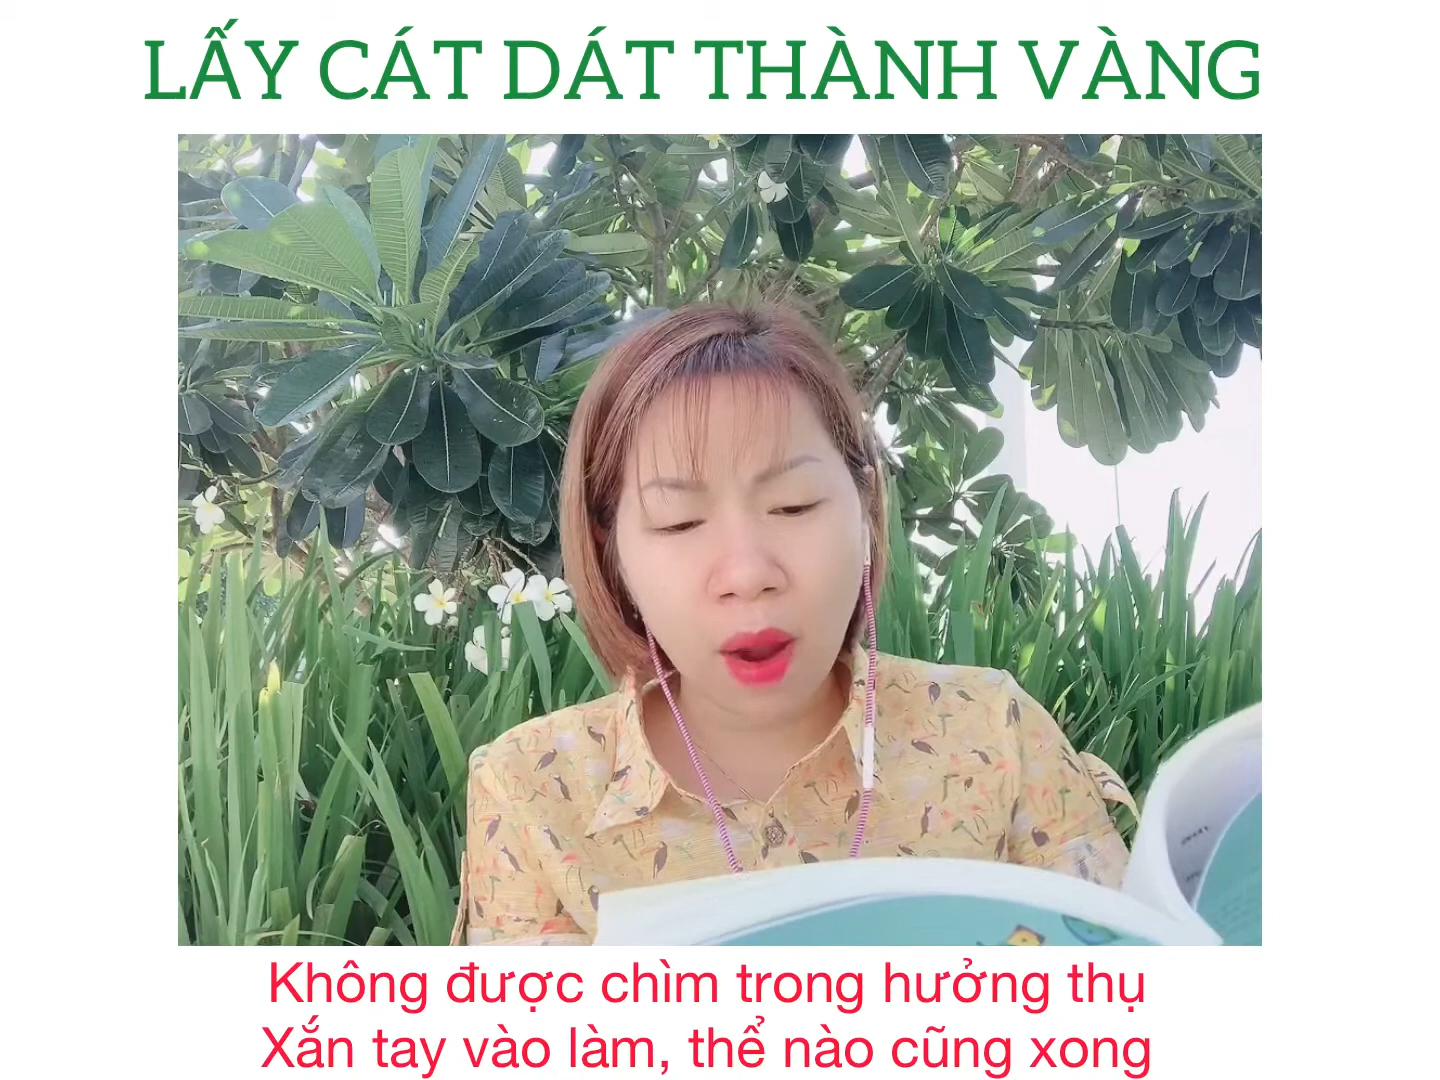 LẤY CÁT DÁT THÀNH VÀNG
Không được chìm trong hưởng thụ
Xắn tay vào làm, thể nào cũng xong